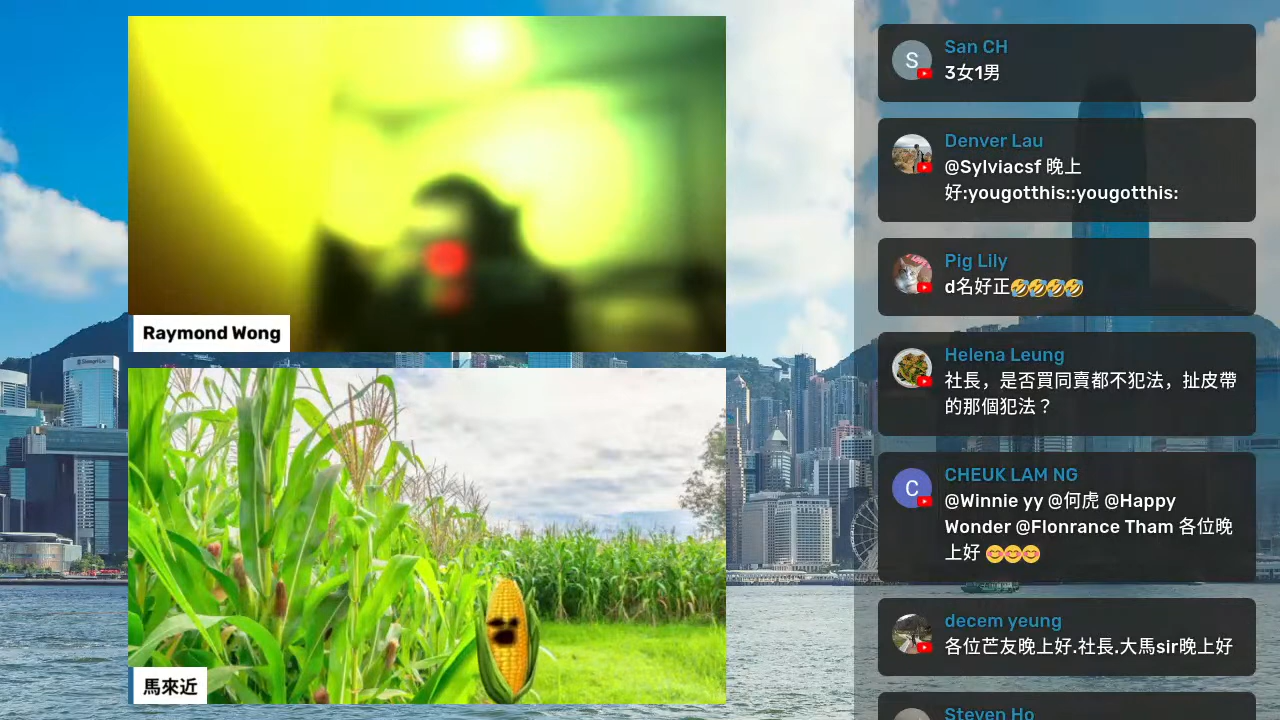 Raymond Wong
馬來近
S
San CH
3女1男
Denver Lau
@Sylviacsf 晚上
好:yougotthis::yougotthis:
Pig Lily
d名好正🤣🤣🤣🤣
Helena Leung
社長，是否買同賣都不犯法，扯皮帶
的那個犯法？
C
CHEUK LAM NG
@Winnie yy @何虎 @Happy
Wonder @Flonrance Tham 各位晚
上好 😊😊😊
decem yeung
各位芒友晚上好.社長.大馬sir晚上好
Steven Ho